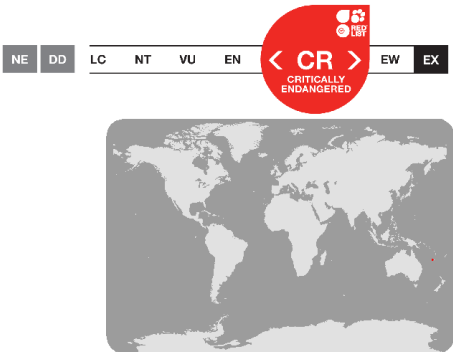 RED
LIST
NE DD LC NT VU EN < CR > EW EX
CRITICALLY
ENDANGERED